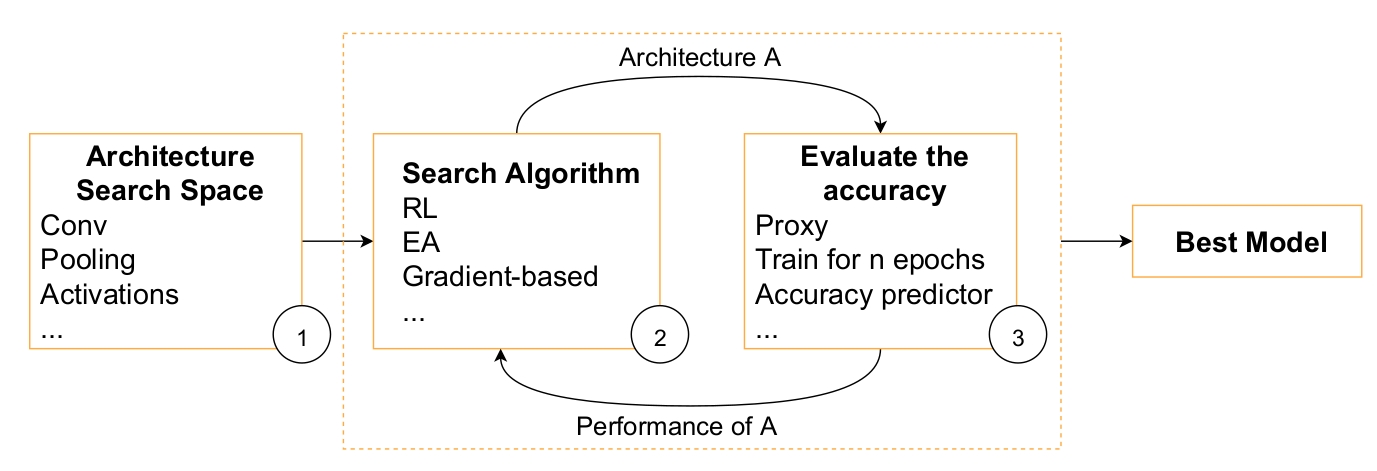 Architecture A
Architecture
Search Space
Conv
Pooling
Activations
...
1
Search Algorithm
RL
EA
Gradient-based
...
2
Evaluate the
accuracy
Proxy
Train for n epochs
Accuracy predictor
...
3
Best Model
Performance of A